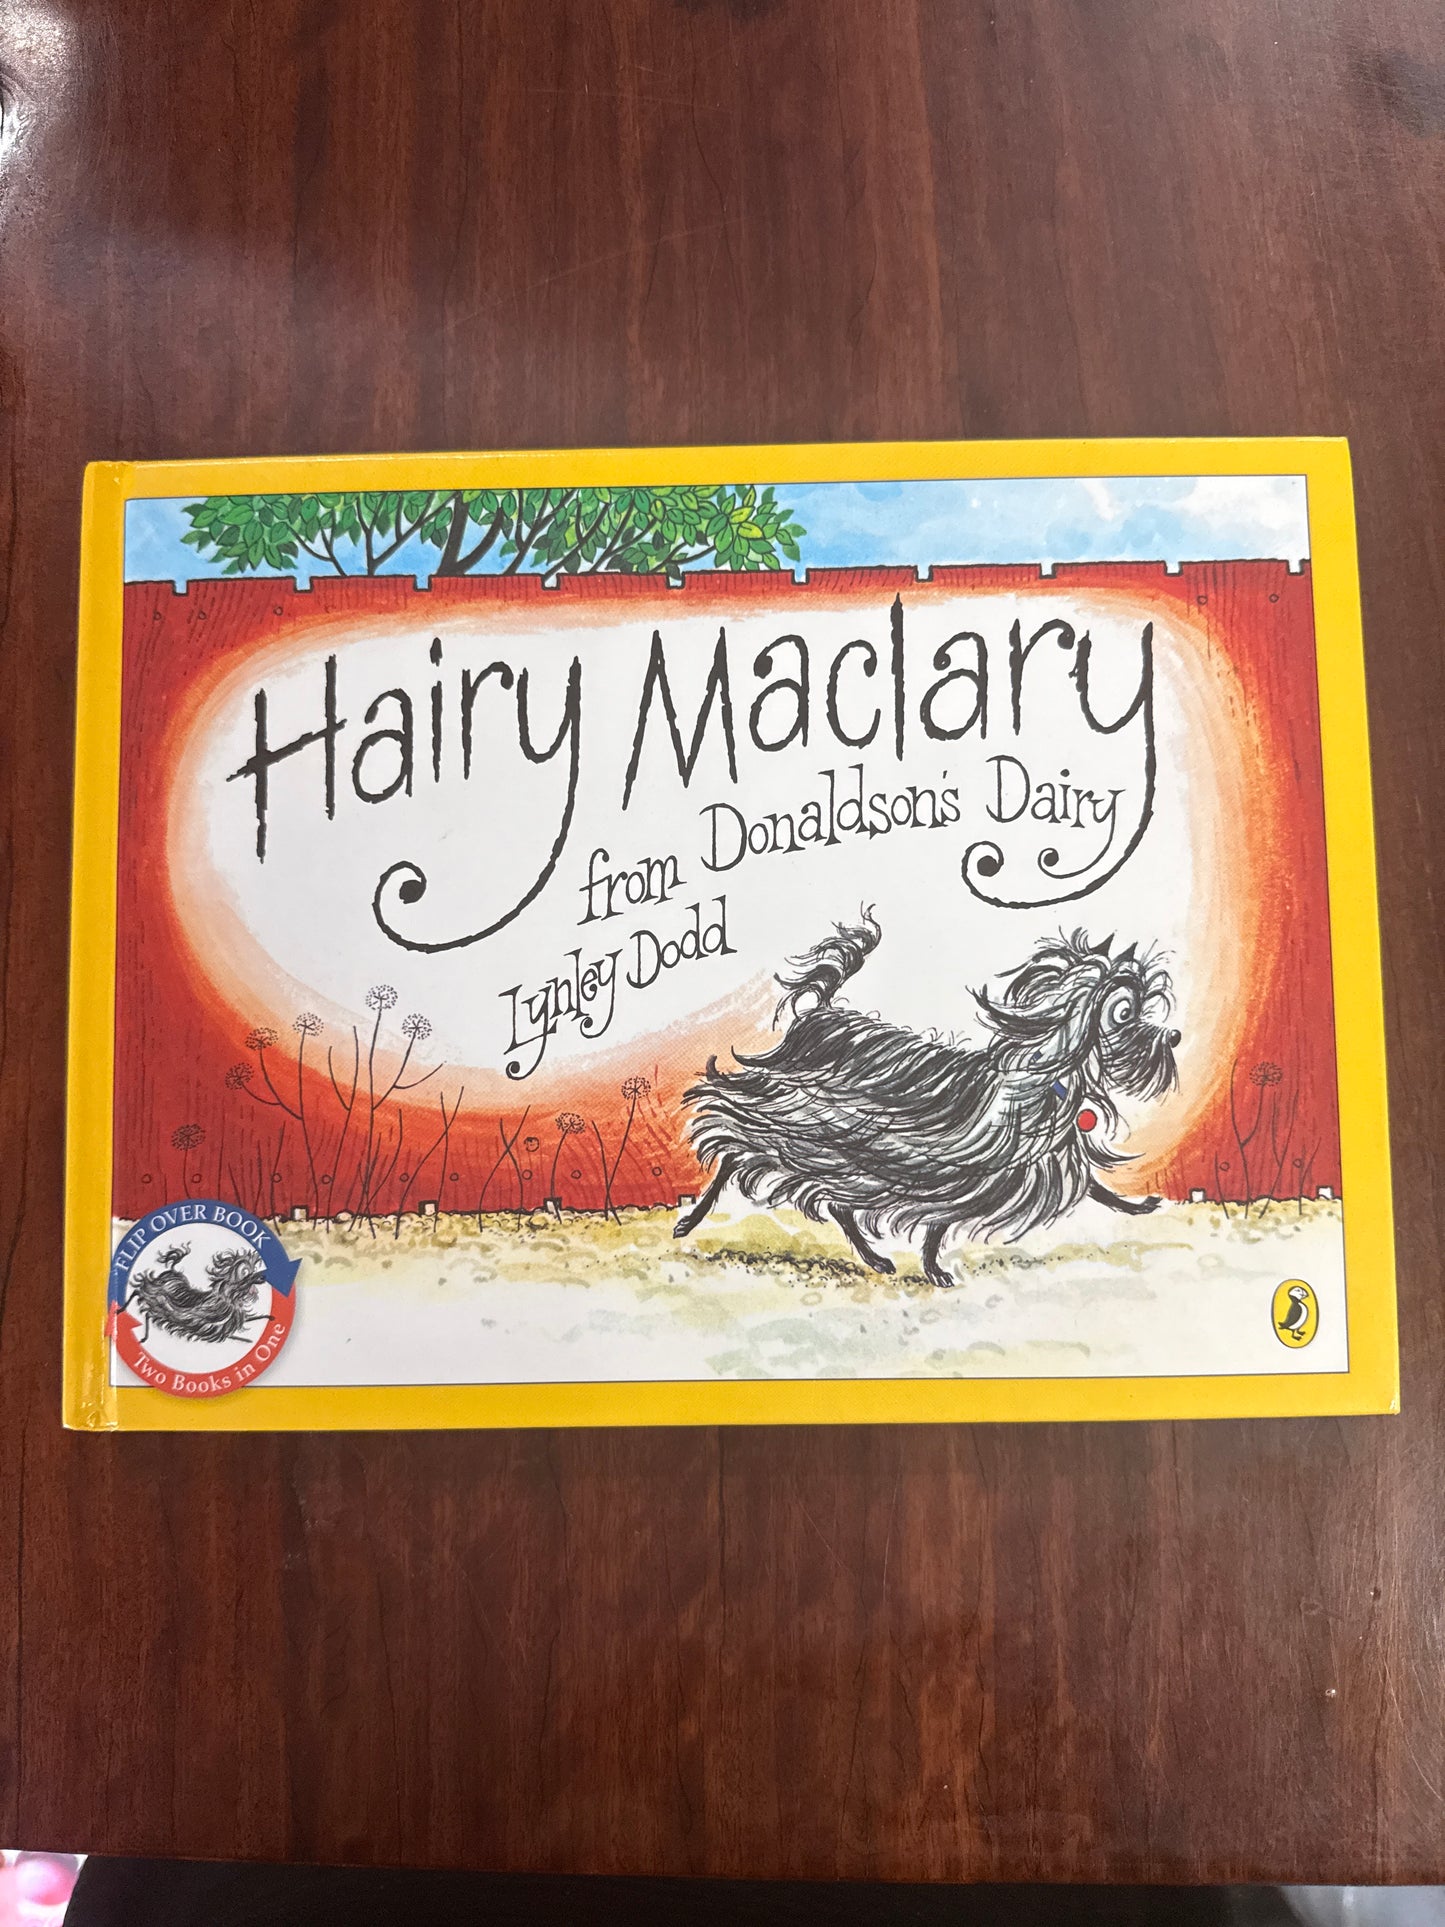 Hairy Maclary
from Donaldson's Dairy
Lynley Dodd
FLIP OVER BOOK
Two Books in One